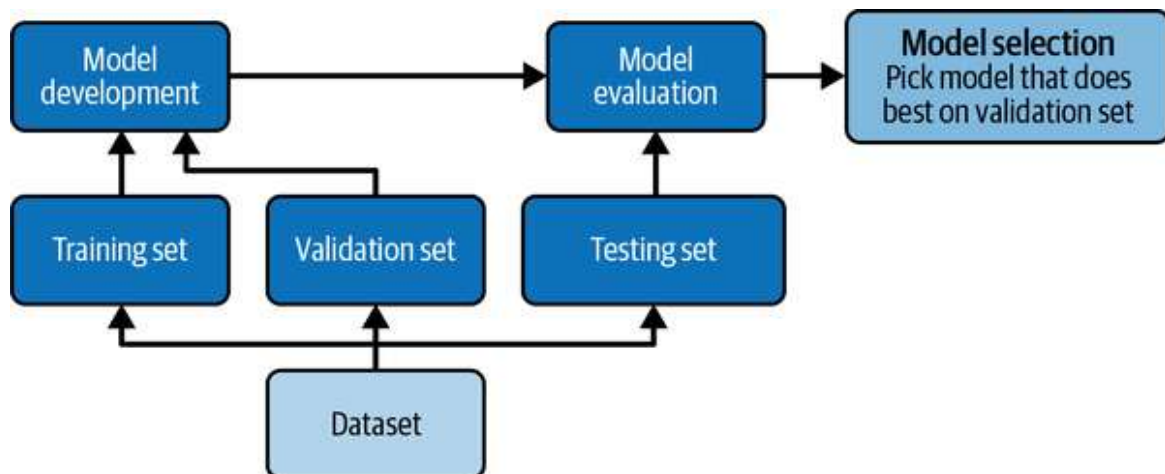 Model
development
Model
evaluation
Model selection
Pick model that does
best on validation set
Training set
Validation set
Testing set
Dataset